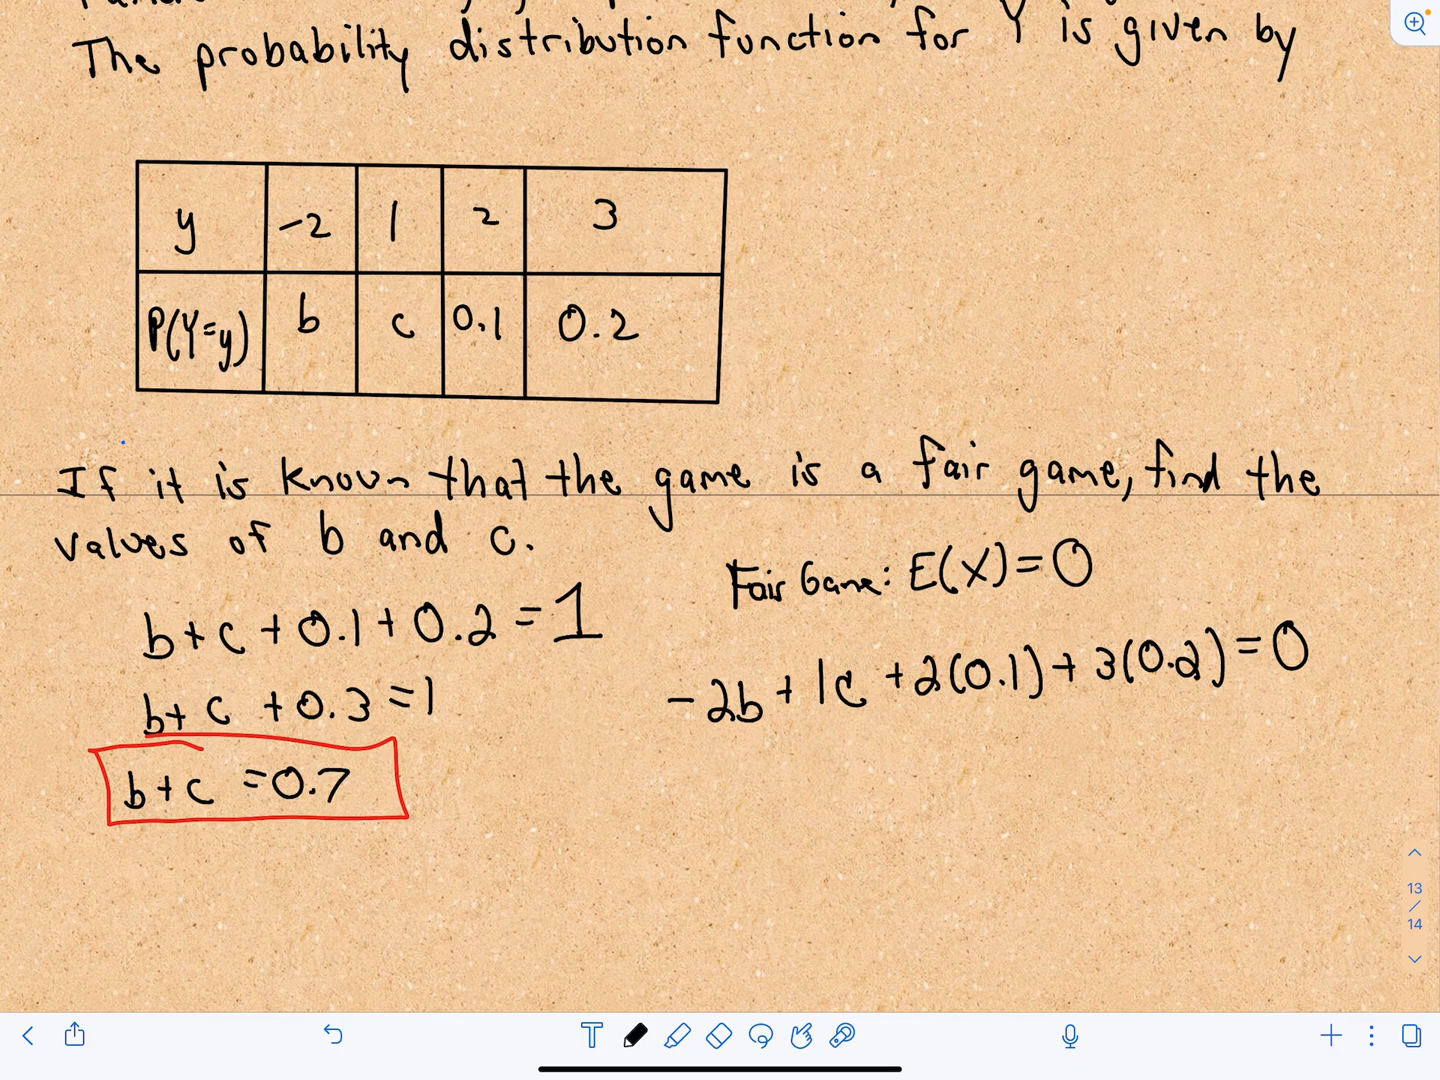 The probability distribution function for Y is given by
y -2 1 2 3
P(Y=y) b c 0.1 0.2
If it is known that the game is a fair game, find the
values of b and c.
Fair Game: E(X)=0
b+c+0.1+0.2=1
-2b+1c+2(0.1)+3(0.2)=0
b+c+0.3=1
b+c=0.7
13
/
14
T